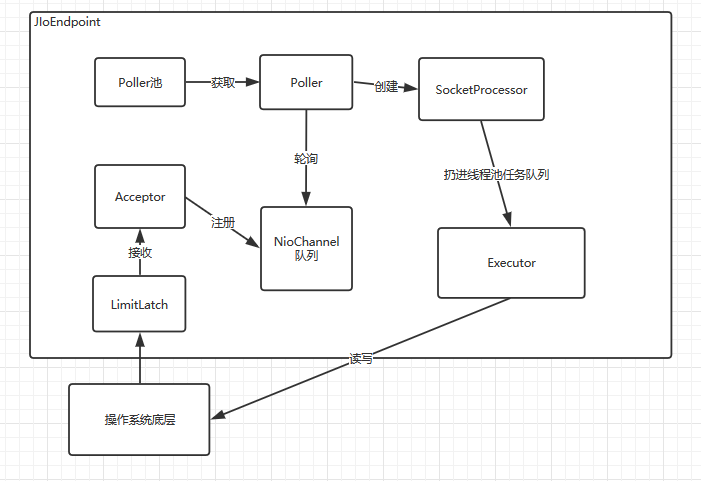 JIoEndpoint
Poller池
获取
Poller
创建
SocketProcessor
轮询
扔进线程池任务队列
Acceptor
注册
NioChannel
队列
接收
Executor
LimitLatch
读写
操作系统底层